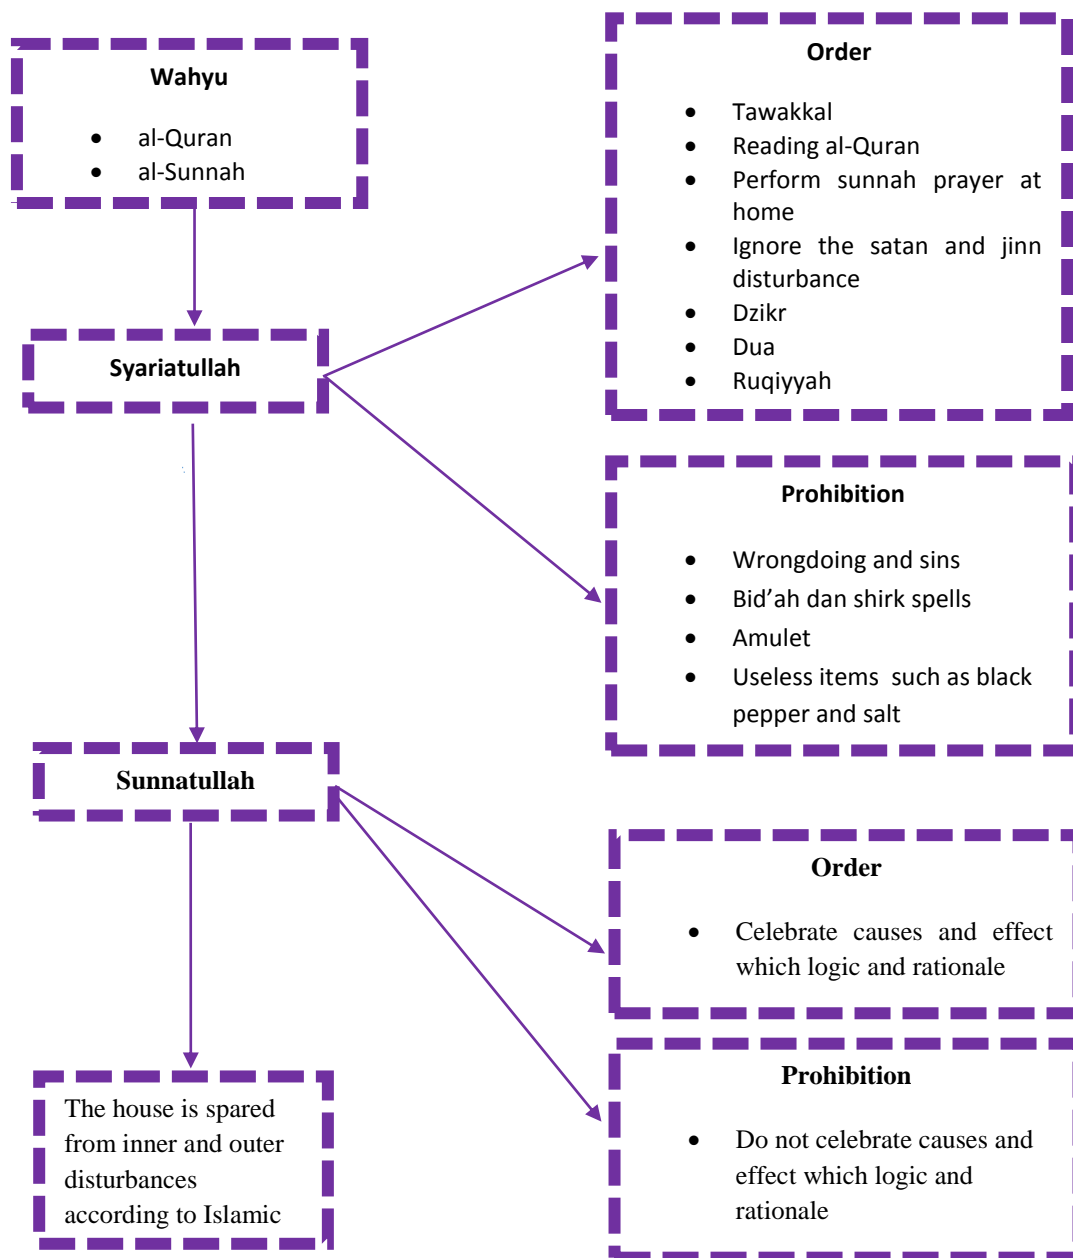 Wahyu
• al-Quran
• al-Sunnah
Syariatullah
Order
• Tawakkal
• Reading al-Quran
• Perform sunnah prayer at
home
• Ignore the satan and jinn
disturbance
• Dzikr
• Dua
• Ruqiyyah
Prohibition
• Wrongdoing and sins
• Bid'ah dan shirk spells
• Amulet
• Useless items such as black
pepper and salt
Sunnatullah
Order
• Celebrate causes and effect
which logic and rationale
Prohibition
• Do not celebrate causes and
effect which logic and
rationale
The house is spared
from inner and outer
disturbances
according to Islamic